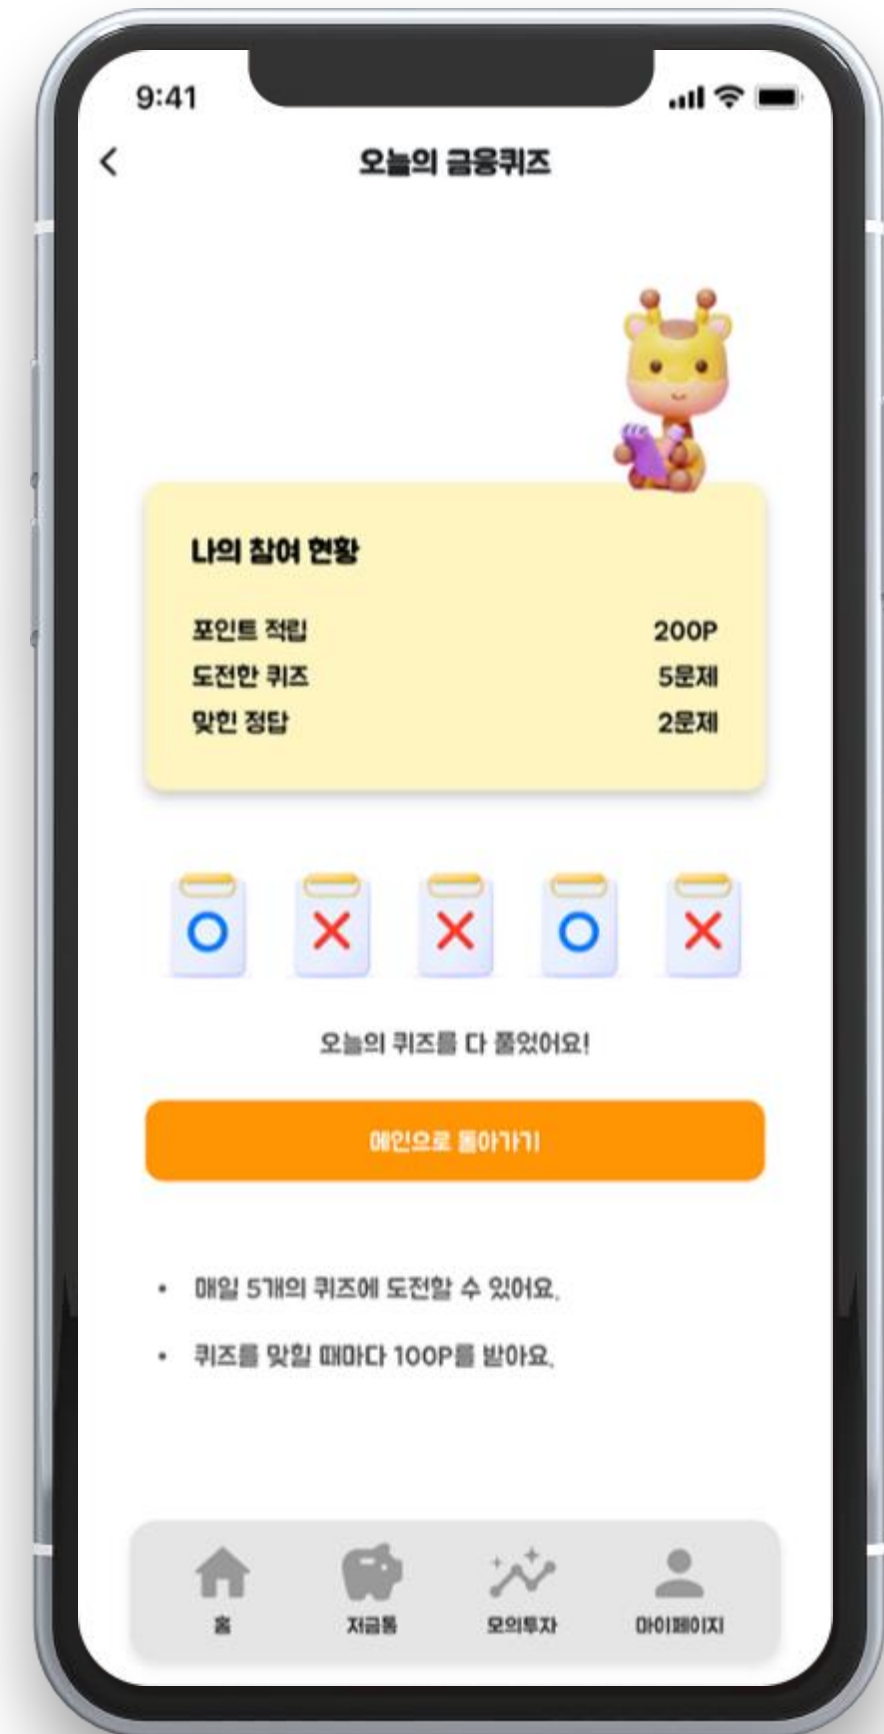 9:41
오늘의 금융퀴즈
나의 참여 현황
포인트 적립 200P
도전한 퀴즈 5문제
맞힌 정답 2문제
오늘의 퀴즈를 다 풀었어요!
메인으로 돌아가기
• 매일 5개의 퀴즈에 도전할 수 있어요.
• 퀴즈를 맞힐 때마다 100P를 받아요.
홈 저금통 모의투자 마이페이지